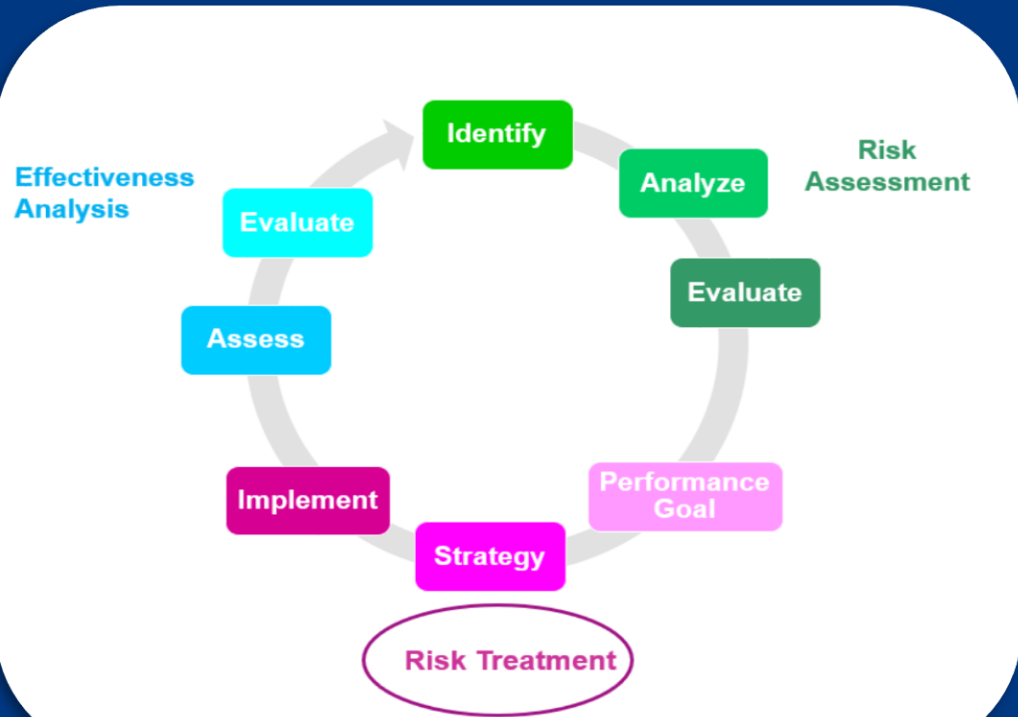 Identify
Analyze
Risk
Assessment
Evaluate
Performance
Goal
Strategy
Risk Treatment
Implement
Assess
Evaluate
Effectiveness
Analysis